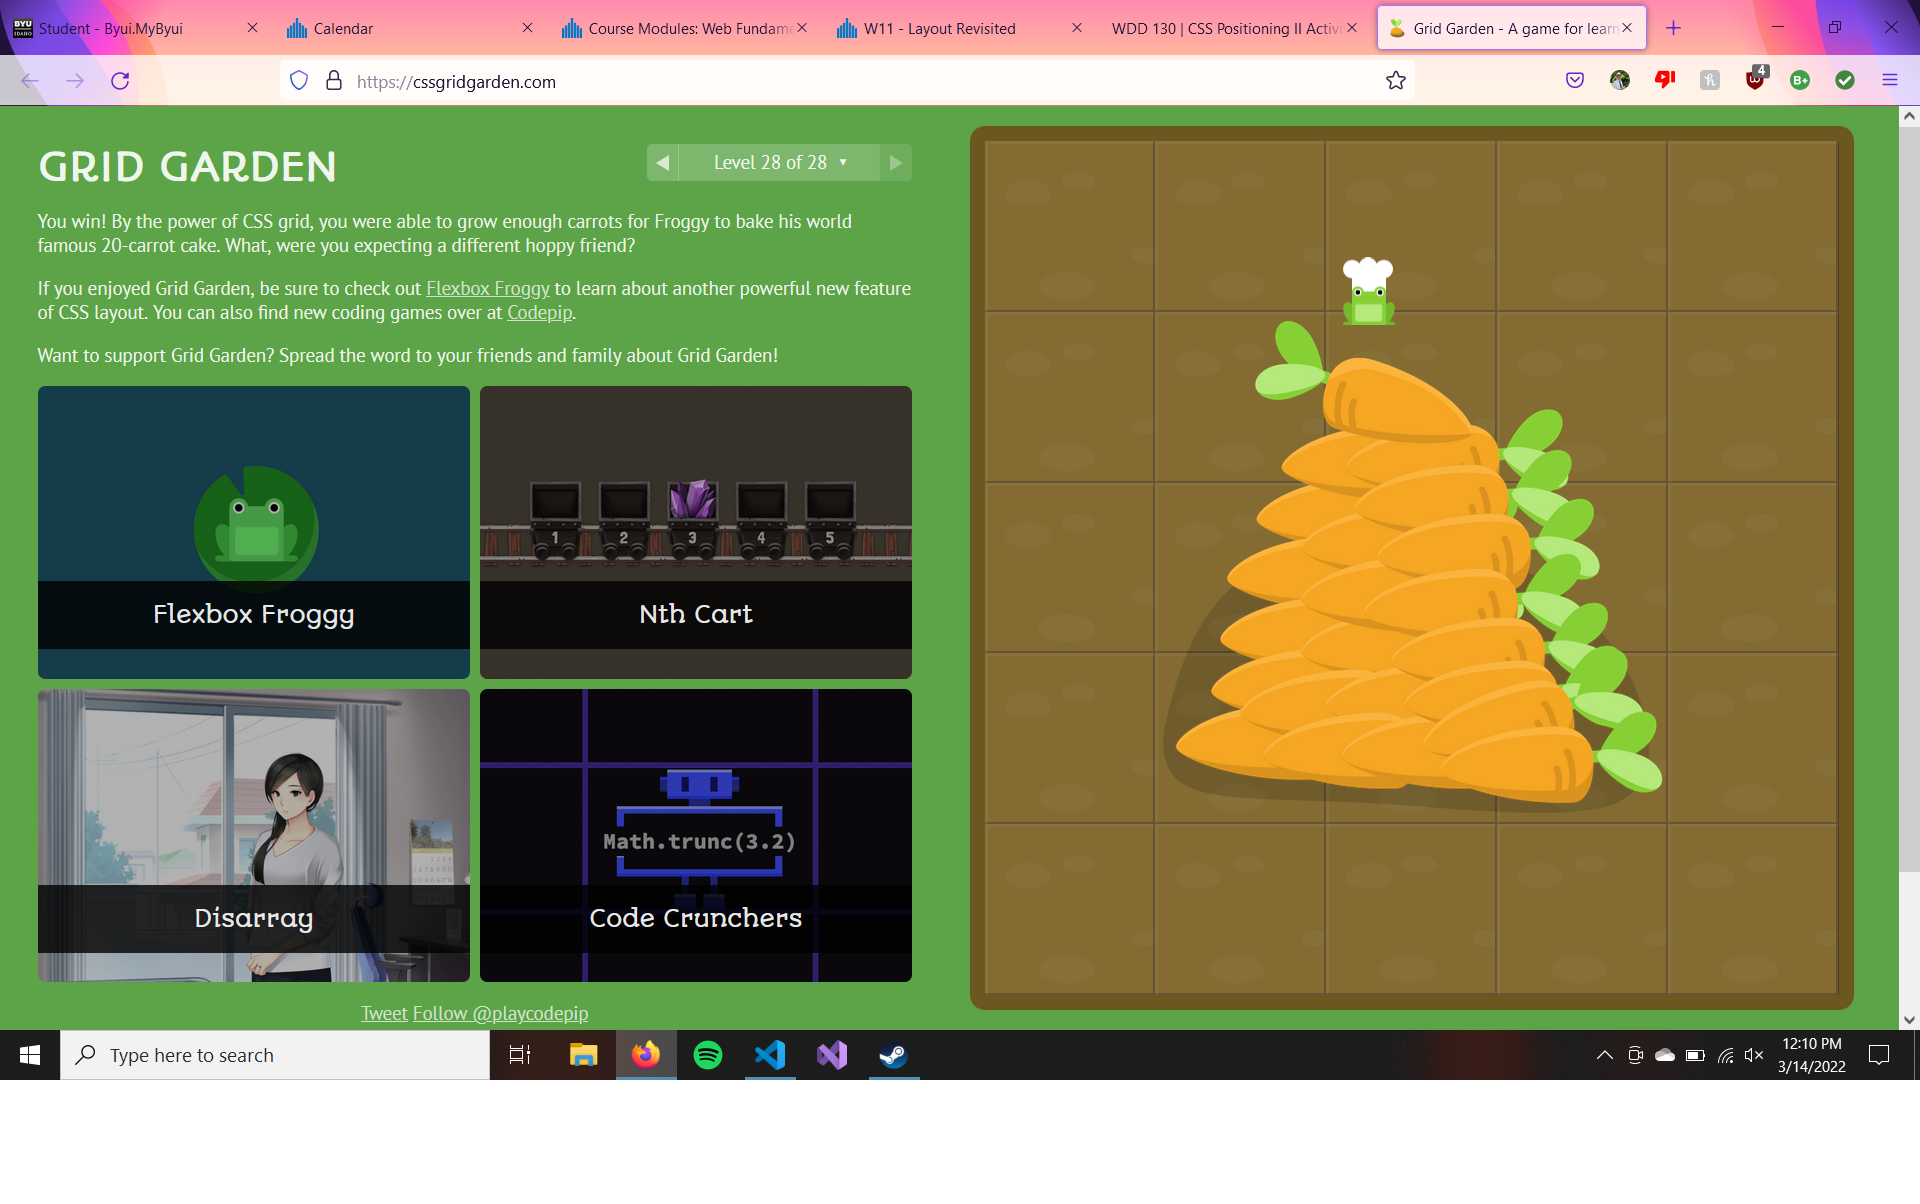 BYU
IDAHO
Student - Byui.MyByui
Calendar
Course Modules: Web Fundame
W11 - Layout Revisited
WDD 130 | CSS Positioning II Activi
Grid Garden - A game for learn
https://cssgridgarden.com
4
B+
GRID GARDEN
Level 28 of 28
You win! By the power of CSS grid, you were able to grow enough carrots for Froggy to bake his world
famous 20-carrot cake. What, were you expecting a different hoppy friend?
If you enjoyed Grid Garden, be sure to check out Flexbox Froggy to learn about another powerful new feature
of CSS layout. You can also find new coding games over at Codepip.
Want to support Grid Garden? Spread the word to your friends and family about Grid Garden!
1 2 3 4 5
Flexbox Froggy
Nth Cart
Math.trunc(3.2)
Disarray
Code Crunchers
Tweet Follow @playcodepip
Type here to search
12:10 PM
3/14/2022